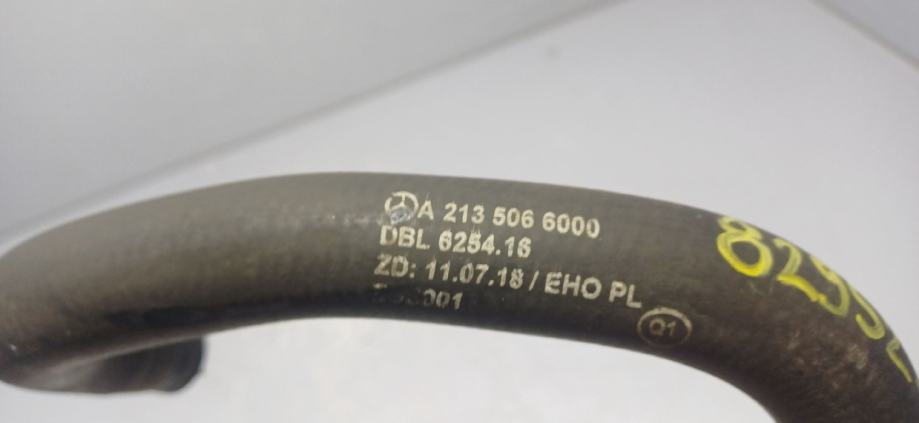 A 213 506 6000
DBL 6254.16
ZD: 11.07.18 / EHO PL
Q1